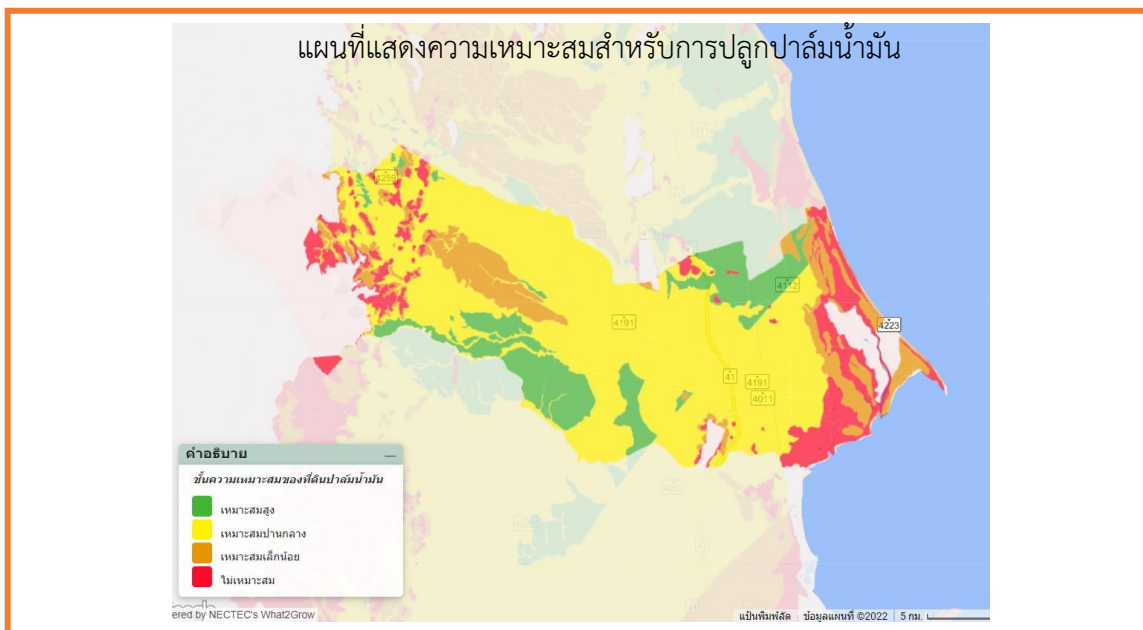 แผนที่แสดงความเหมาะสมสำหรับการปลูกปาล์มน้ำมัน
4259
4112
4191
4223
41
4191
4011
คำอธิบาย
ชั้นความเหมาะสมของที่ดินปาล์มน้ำมัน
เหมาะสมสูง
เหมาะสมปานกลาง
เหมาะสมเล็กน้อย
ไม่เหมาะสม
ered by NECTEC's What2Grow
แป้นพิมพ์ลัด ข้อมูลแผนที่ ©2022 5 กม.